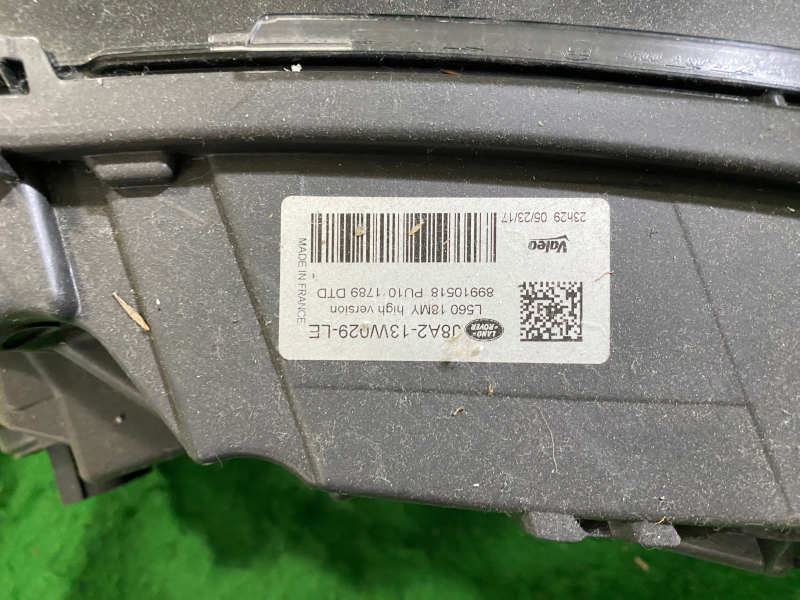 LAND
ROVER
J8A2-13W029-LE
L560 18MY high version
89910518 PU10 1789 DTD
MADE IN FRANCE
Valeo
23h29 05/23/17